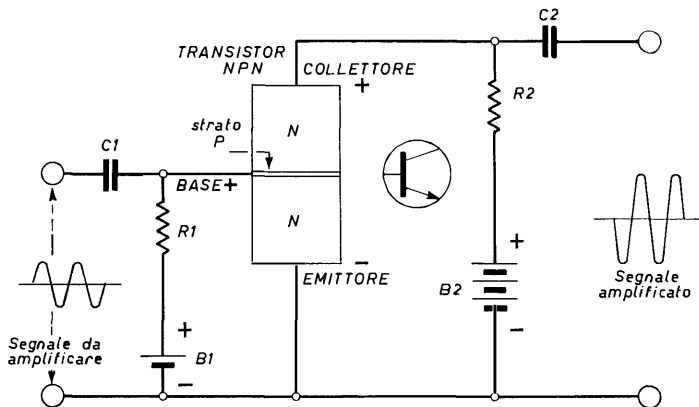 C2
TRANSISTOR
NPN
COLLETTORE
+
R2
strato
P
N
C1
BASE+
R1
N
+
-
EMITTORE
B2
-
Segnale
amplificato
Segnale da
amplificare
+
B1
-